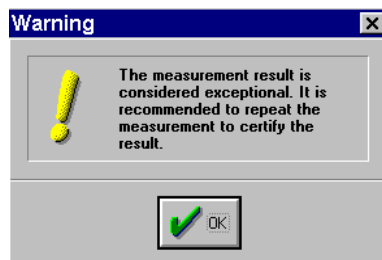 Warning
The measurement result is
considered exceptional. It is
recommended to repeat the
measurement to certify the
result.
OK